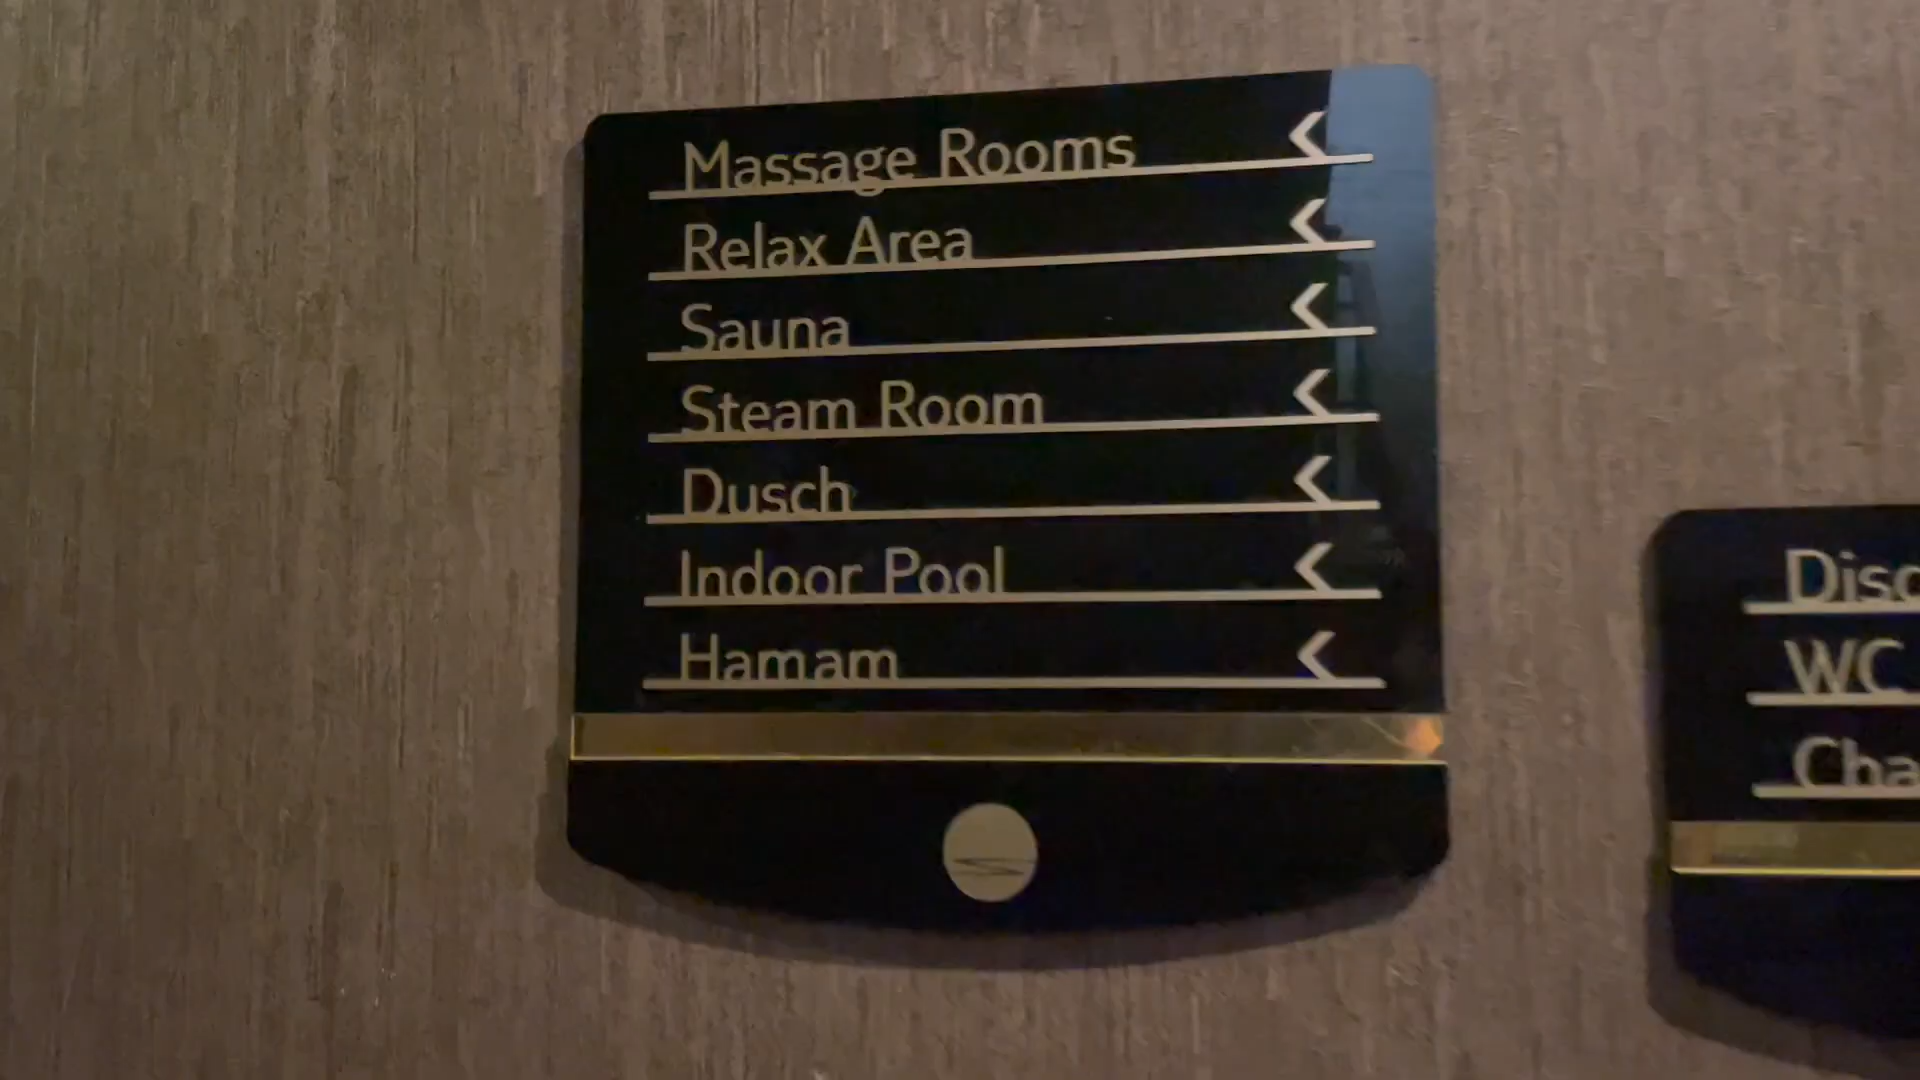 Massage Rooms
Relax Area
Sauna
Steam Room
Dusch
Indoor Pool
Hamam
WC